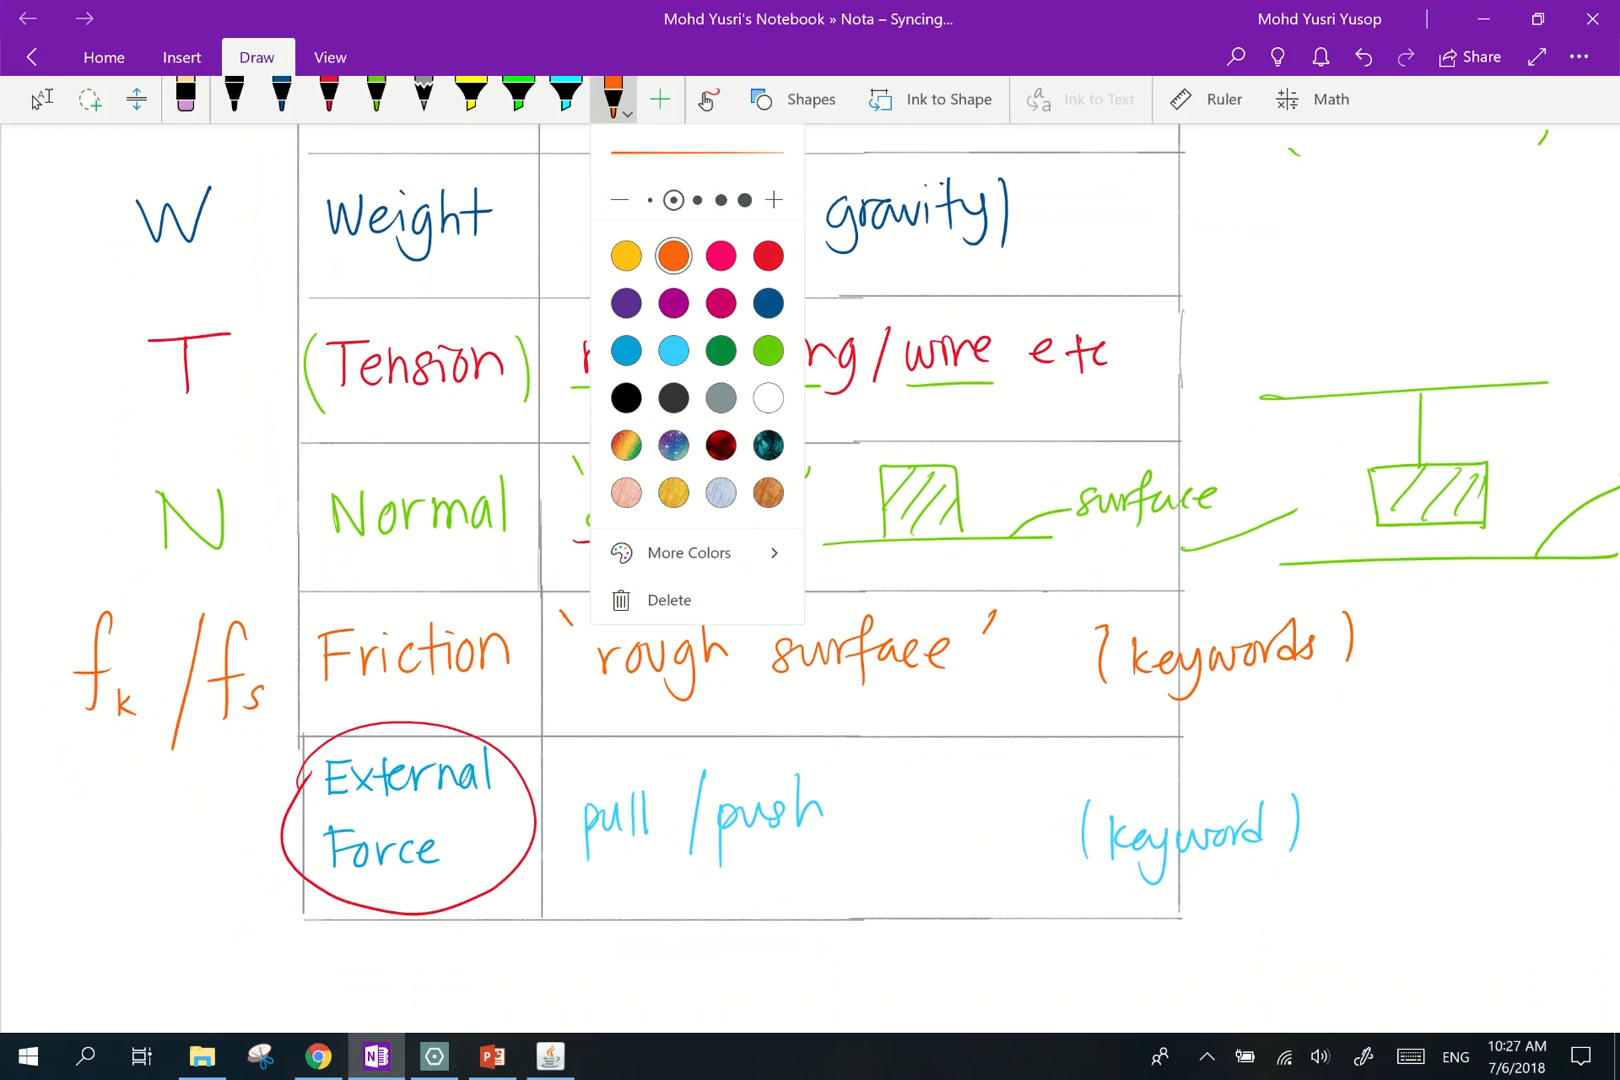 Mohd Yusri's Notebook » Nota – Syncing...
Mohd Yusri Yusop
Home Insert Draw View
Share
Shapes Ink to Shape Ink to Text Ruler Math
W Weight gravity)
T (Tension) ng / wire etc
N Normal surface
fk / fs Friction ‵rough surface′ (keywords)
External
Force
pull / push (keyword)
More Colors
Delete
ENG
10:27 AM
7/6/2018